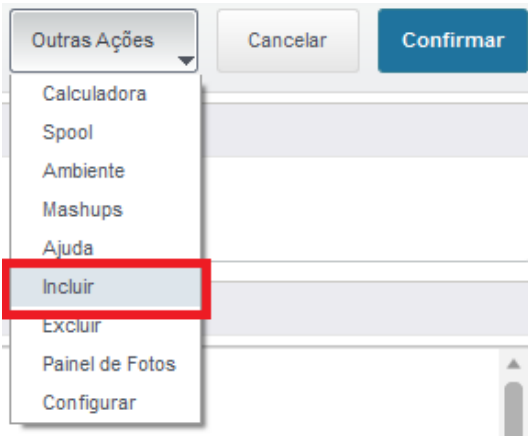 Outras Ações Cancelar Confirmar
Calculadora
Spool
Ambiente
Mashups
Ajuda
Incluir
Excluir
Painel de Fotos
Configurar